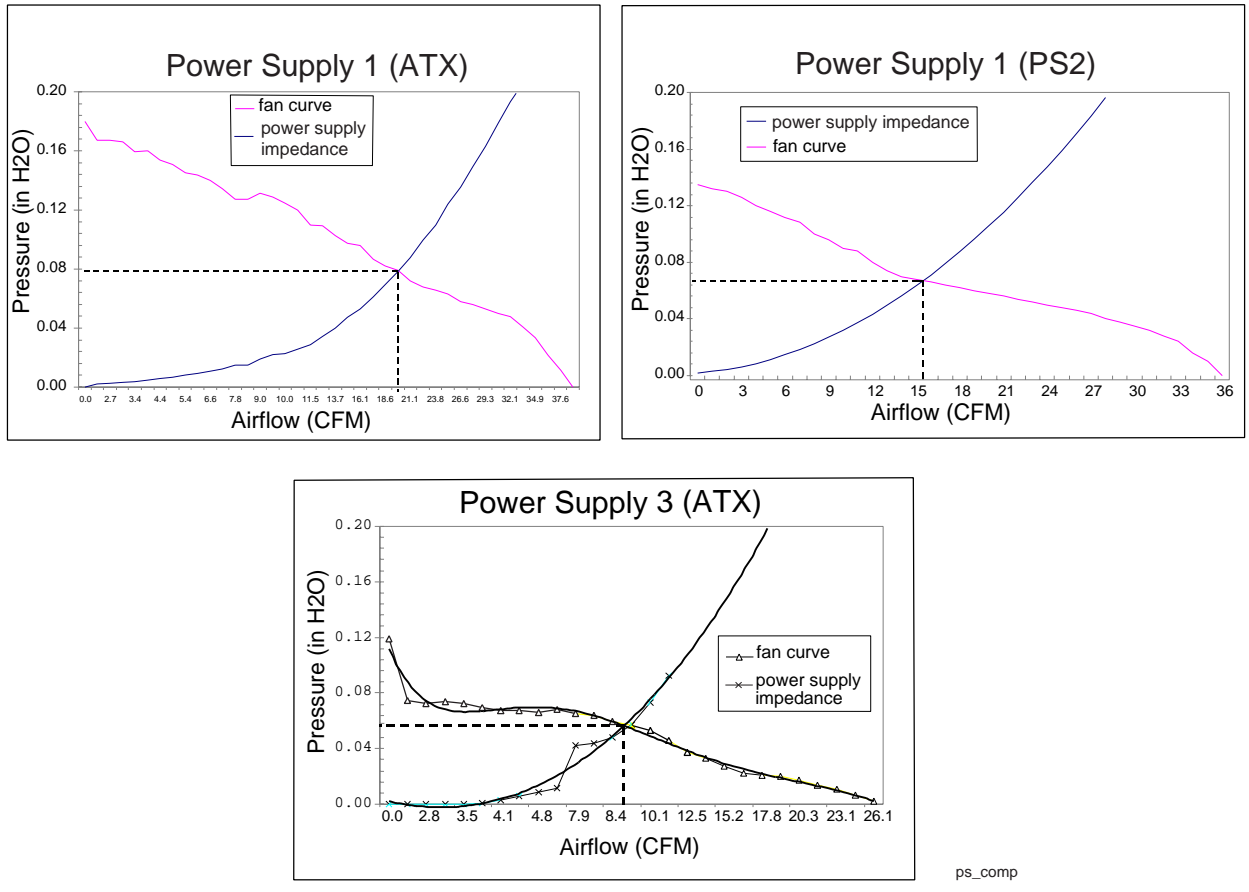 Power Supply 1 (ATX)
Pressure (in H2O)
0.20
0.16
0.12
0.08
0.04
0.00
fan curve
power supply
impedance
0.0 2.7 3.4 4.4 5.4 6.6 7.8 9.0 10.0 11.5 13.7 16.1 18.6 21.1 23.8 26.6 29.3 32.1 34.9 37.6
Airflow (CFM)
Power Supply 1 (PS2)
Pressure (in H2O)
0.20
0.16
0.12
0.08
0.04
0.00
power supply impedance
fan curve
0 3 6 9 12 15 18 21 24 27 30 33 36
Airflow (CFM)
Power Supply 3 (ATX)
Pressure (in H2O)
0.20
0.16
0.12
0.08
0.04
0.00
fan curve
power supply
impedance
0.0 2.8 3.5 4.1 4.8 7.9 8.4 10.1 12.5 15.2 17.8 20.3 23.1 26.1
Airflow (CFM)
ps_comp